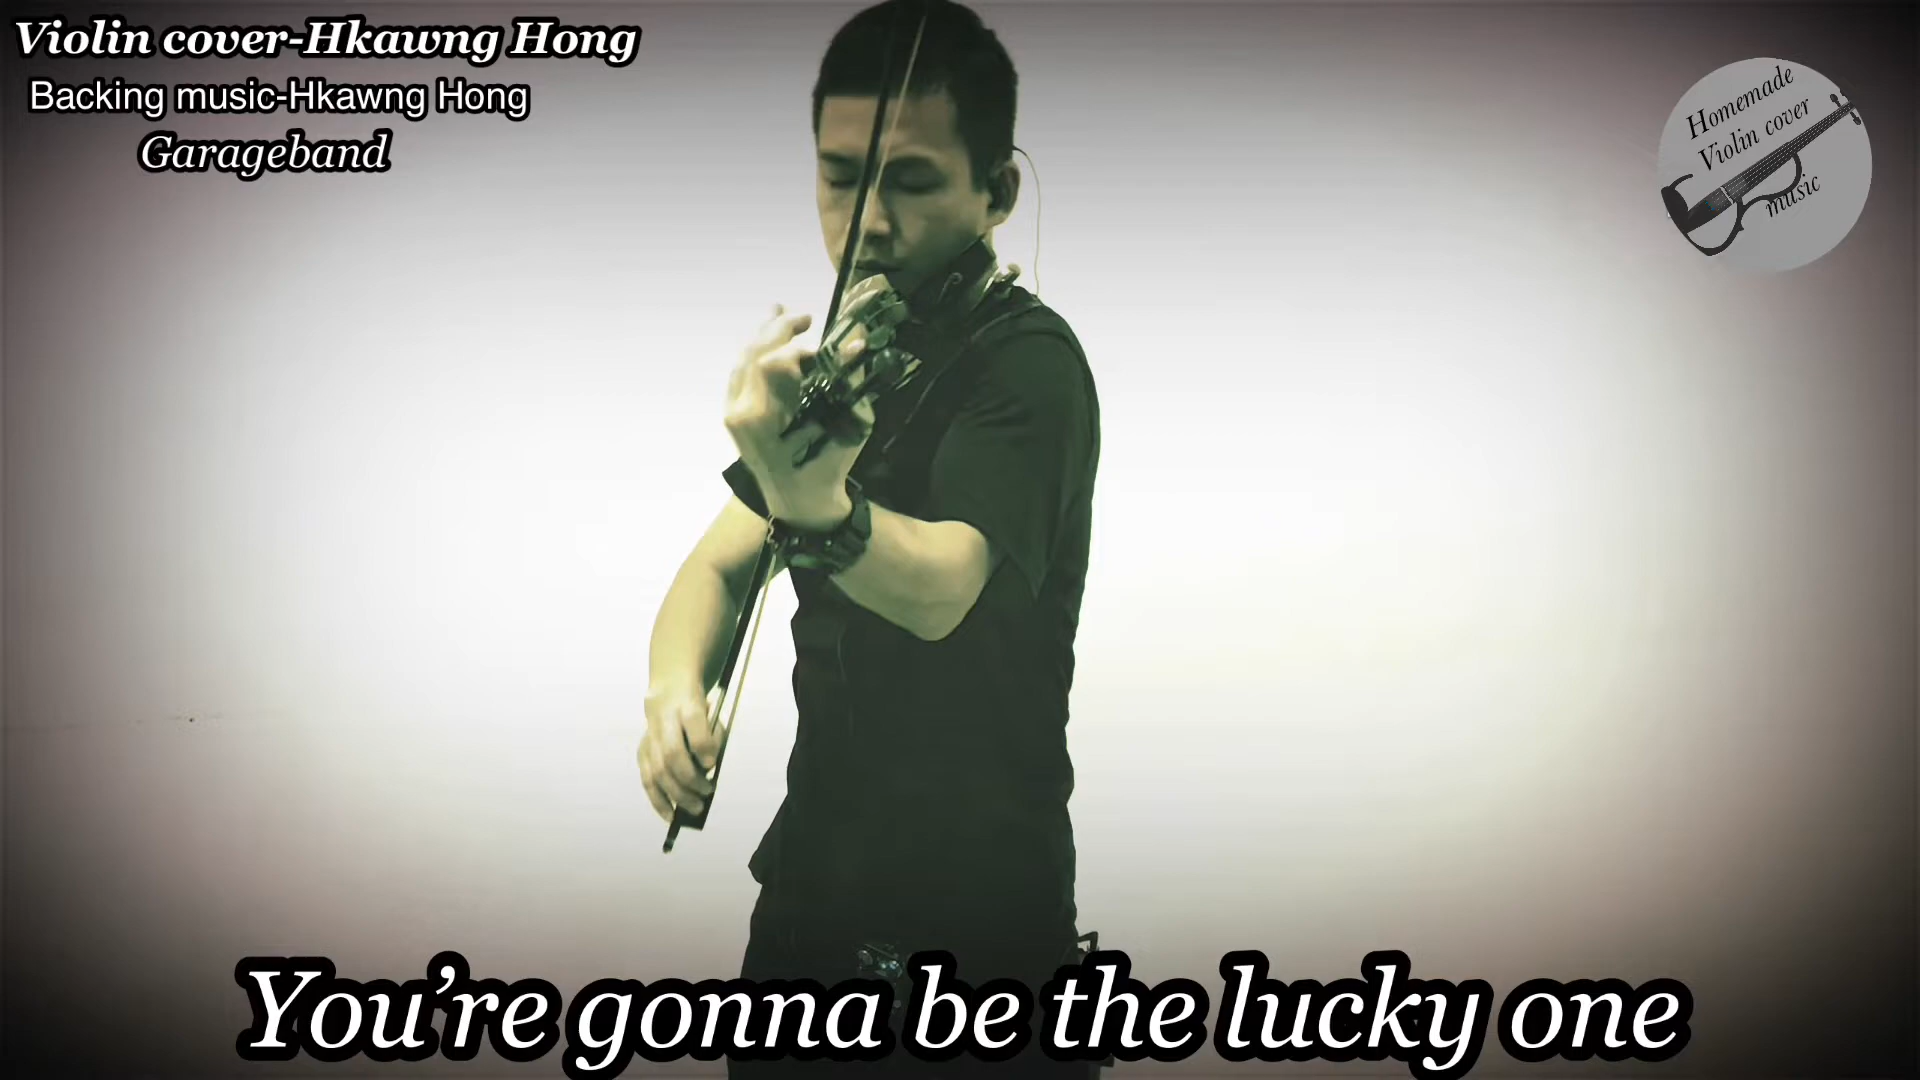 Violin cover-Hkawng Hong
Backing music-Hkawng Hong
Garageband
Homemade
Violin cover
music
You’re gonna be the lucky one